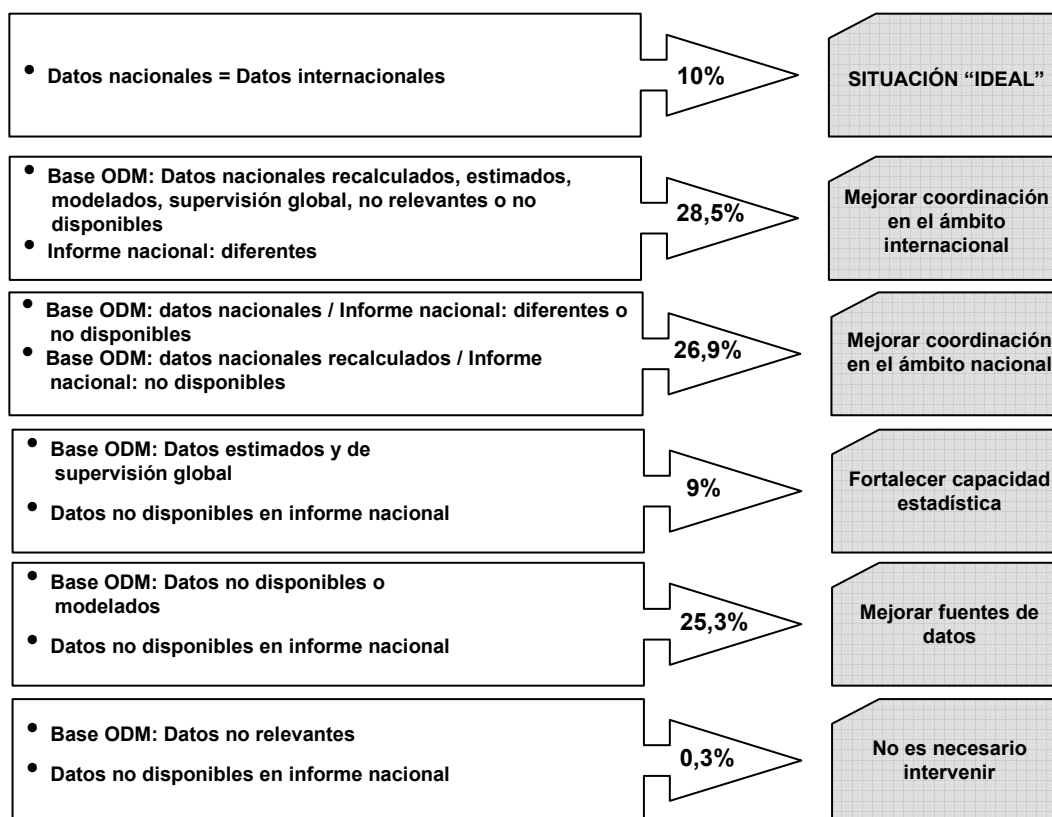 • Datos nacionales = Datos internacionales
10%
SITUACIÓN “IDEAL”
• Base ODM: Datos nacionales recalculados, estimados,
modelados, supervisión global, no relevantes o no
disponibles
• Informe nacional: diferentes
28,5%
Mejorar coordinación
en el ámbito
internacional
• Base ODM: datos nacionales / Informe nacional: diferentes o
no disponibles
• Base ODM: datos nacionales recalculados / Informe
nacional: no disponibles
26,9%
Mejorar coordinación
en el ámbito nacional
• Base ODM: Datos estimados y de
supervisión global
• Datos no disponibles en informe nacional
9%
Fortalecer capacidad
estadística
• Base ODM: Datos no disponibles o
modelados
• Datos no disponibles en informe nacional
25,3%
Mejorar fuentes de
datos
• Base ODM: Datos no relevantes
• Datos no disponibles en informe nacional
0,3%
No es necesario
intervenir